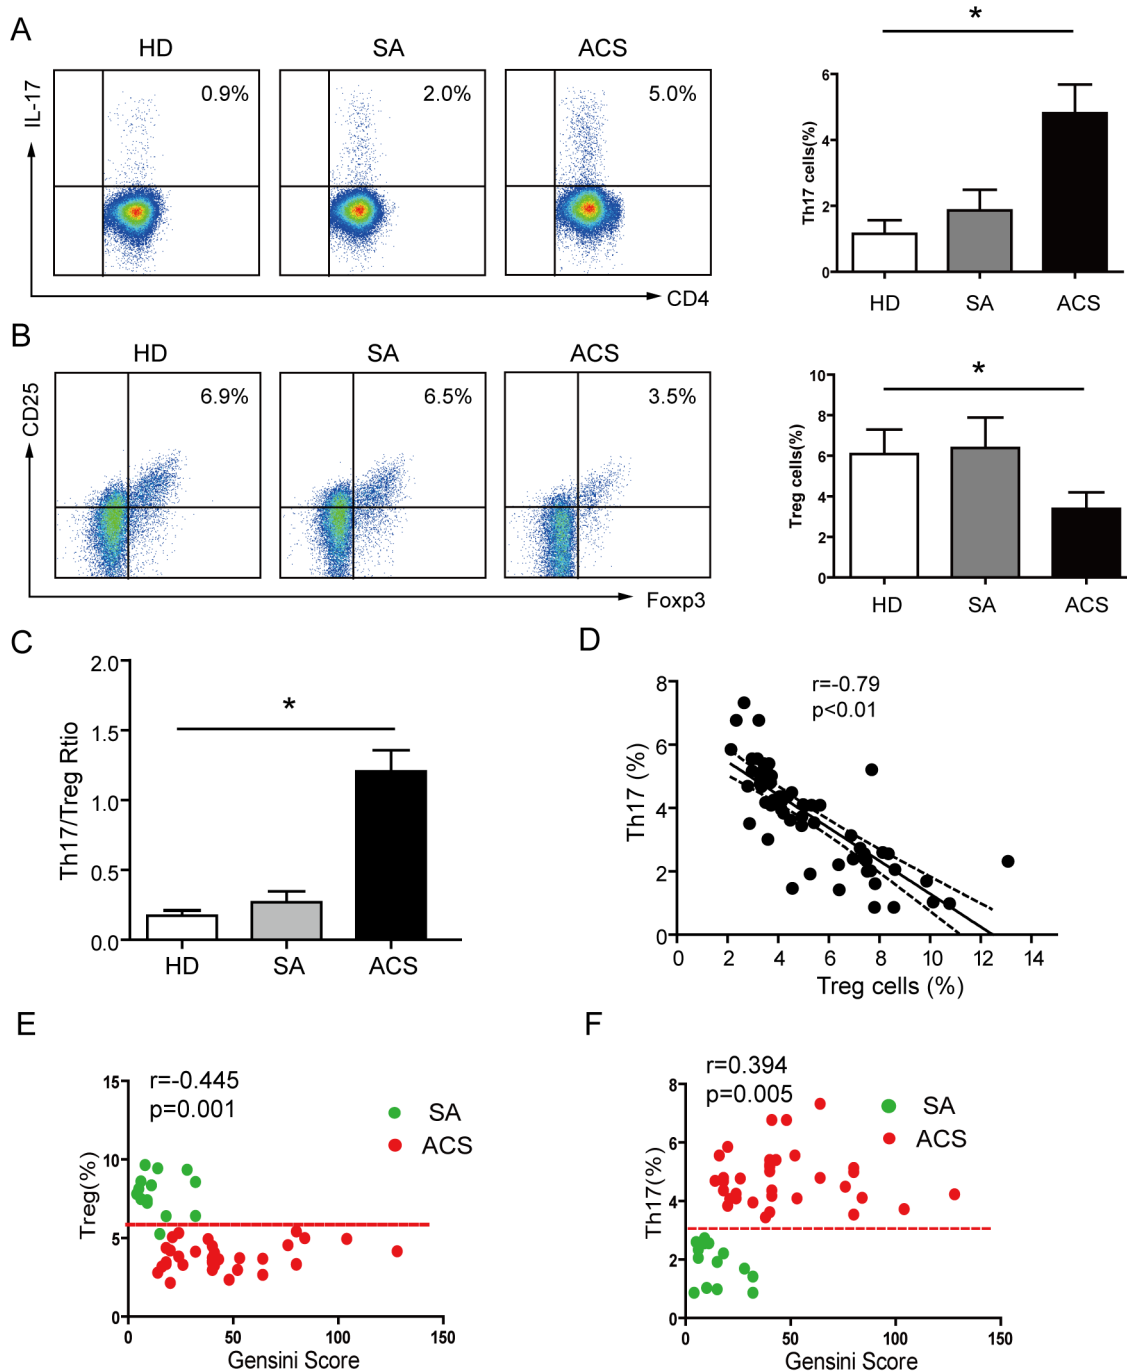 A
HD
SA
ACS
IL-17
0.9%
2.0%
5.0%
CD4
*
Th17 cells(%)
6
4
2
0
HD
SA
ACS
B
HD
SA
ACS
CD25
6.9%
6.5%
3.5%
Foxp3
*
Treg cells(%)
10
8
6
4
2
0
HD
SA
ACS
C
Th17/Treg Rtio
2.0
1.5
1.0
0.5
0.0
*
HD
SA
ACS
D
r=-0.79
p<0.01
Th17 (%)
8
6
4
2
0
0 2 4 6 8 10 12 14
Treg cells (%)
E
r=-0.445
p=0.001
SA
ACS
Treg(%)
15
10
5
0
0 50 100 150
Gensini Score
F
r=0.394
p=0.005
SA
ACS
Th17(%)
8
6
4
2
0
0 50 100 150
Gensini Score